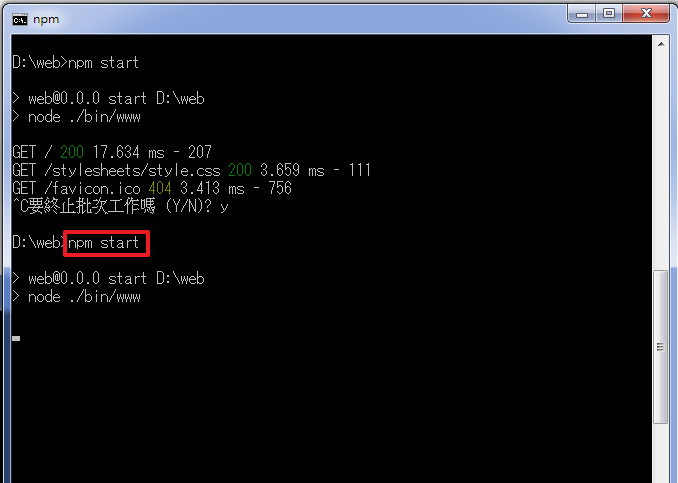 npm
D:\web>npm start
> web@0.0.0 start D:\web
> node ./bin/www
GET / 200 17.634 ms - 207
GET /stylesheets/style.css 200 3.659 ms - 111
GET /favicon.ico 404 3.413 ms - 756
^C要終止批次工作嗎 (Y/N)? y
D:\web>npm start
> web@0.0.0 start D:\web
> node ./bin/www